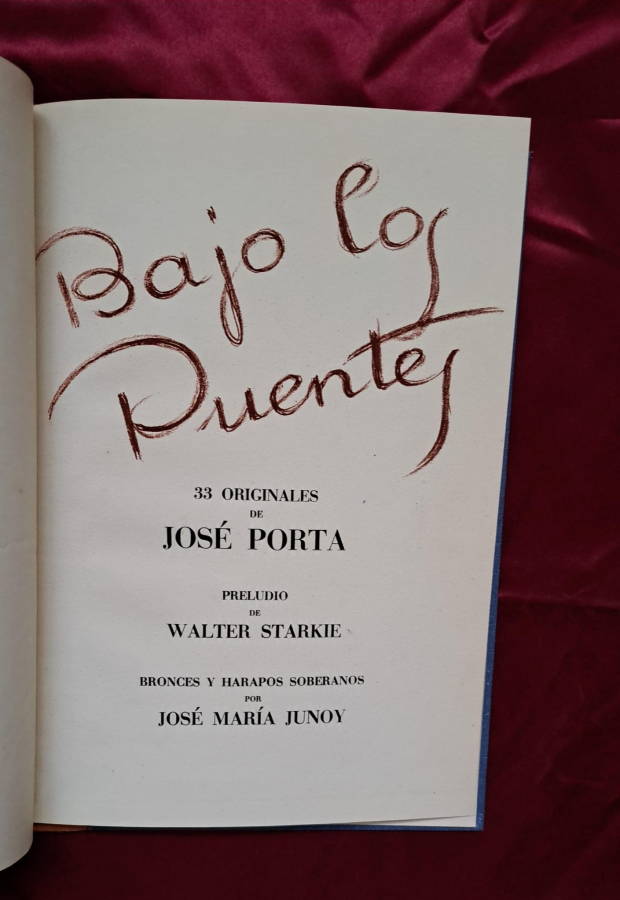 Bajo los
Puentes
33 ORIGINALES
DE
JOSÉ PORTA
PRELUDIO
DE
WALTER STARKIE
BRONCES Y HARAPOS SOBERANOS
POR
JOSÉ MARÍA JUNOY